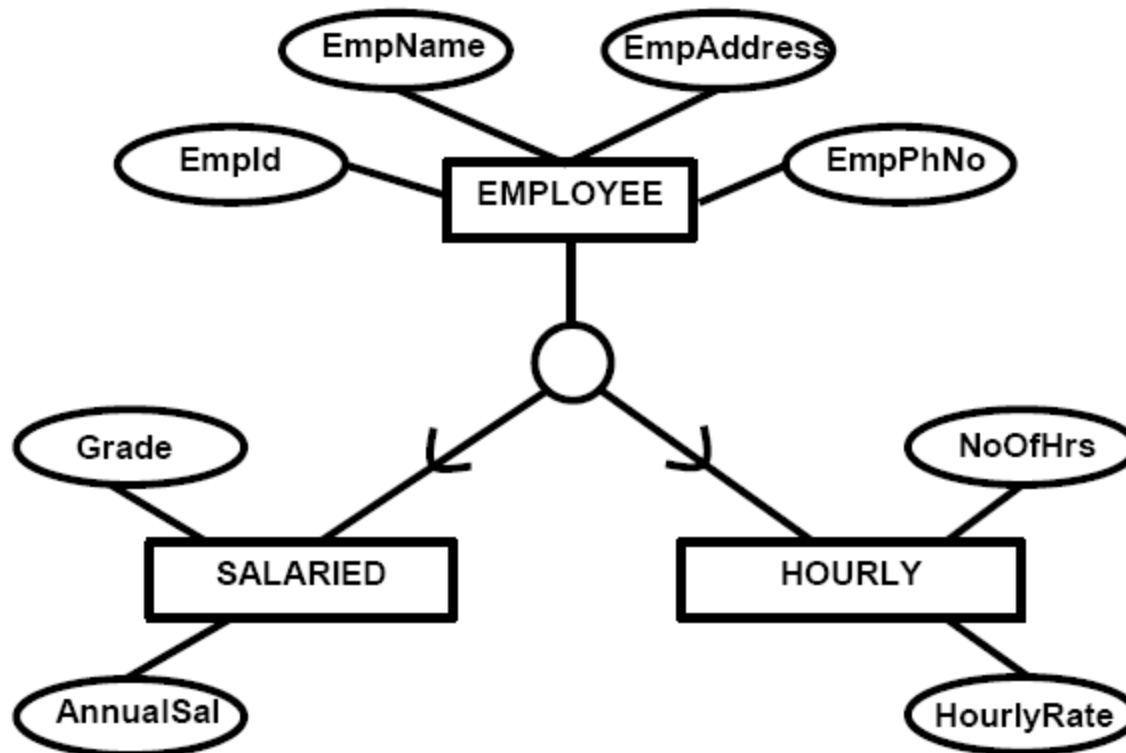 EmpName
EmpAddress
EmpId
EmpPhNo
EMPLOYEE
Grade
NoOfHrs
SALARIED
HOURLY
AnnualSal
HourlyRate